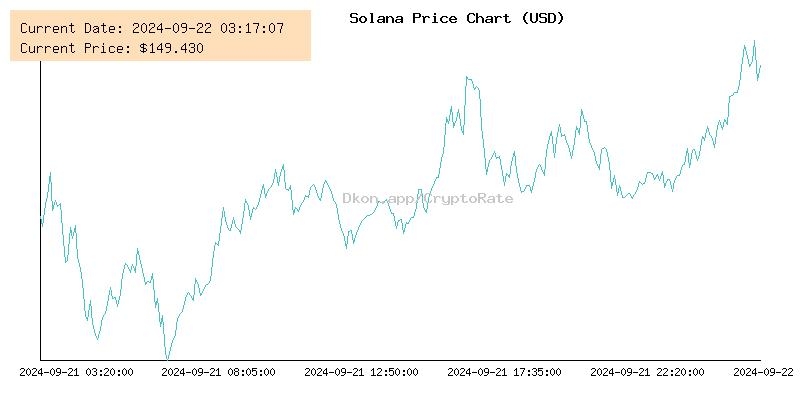 Solana Price Chart (USD)
Current Date: 2024-09-22 03:17:07
Current Price: $149.430
Dkon.app/CryptoRate
2024-09-21 03:20:00 2024-09-21 08:05:00 2024-09-21 12:50:00 2024-09-21 17:35:00 2024-09-21 22:20:00 2024-09-22